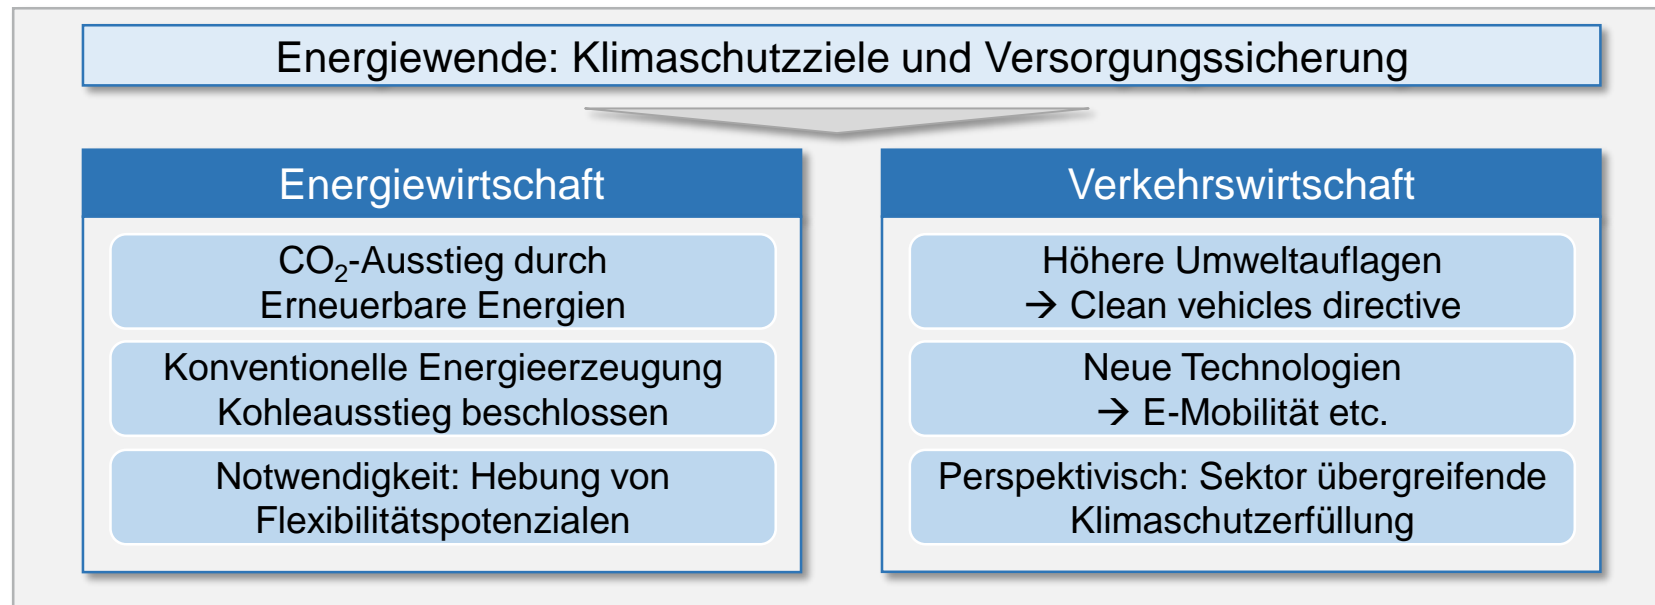 Energiewende: Klimaschutzziele und Versorgungssicherung
Energiewirtschaft
CO₂-Ausstieg durch
Erneuerbare Energien
Konventionelle Energieerzeugung
Kohleausstieg beschlossen
Notwendigkeit: Hebung von
Flexibilitätspotenzialen
Verkehrswirtschaft
Höhere Umweltauflagen
→ Clean vehicles directive
Neue Technologien
→ E-Mobilität etc.
Perspektivisch: Sektor übergreifende
Klimaschutzerfüllung